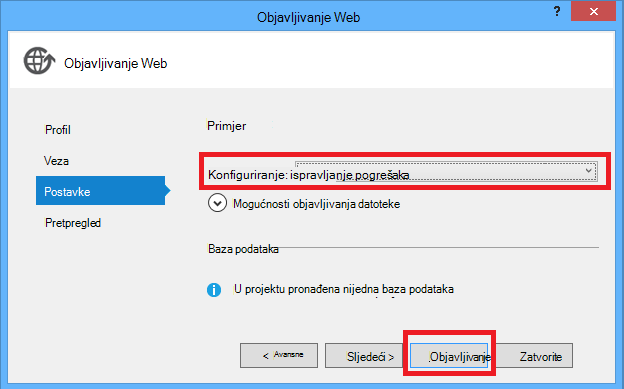 Objavljivanje Web
?
Objavljivanje Web
Profil
Veza
Postavke
Pretpregled
Primjer
Konfiguriranje: ispravljanje pogrešaka
Mogućnosti objavljivanja datoteke
Baza podataka
U projektu pronađena nijedna baza podataka
< Avansne
Sljedeći >
Objavljivanje
Zatvorite